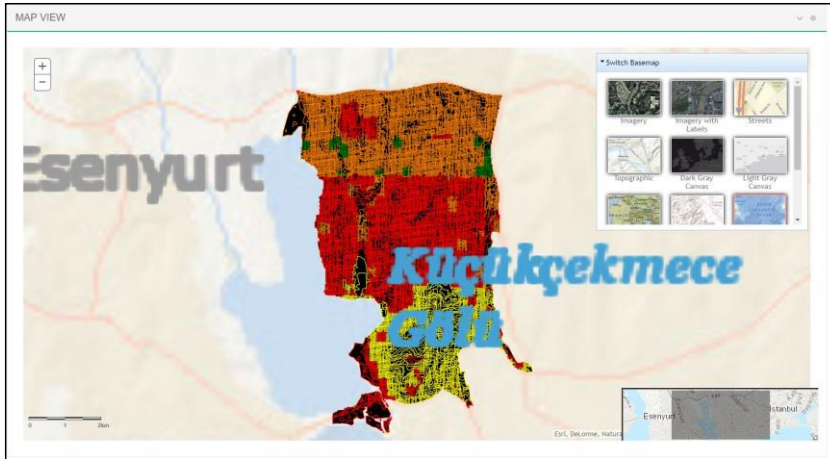 MAP VIEW
+
−
Switch Basemap
Imagery
Imagery with
Labels
Streets
Topographic
Dark Gray
Canvas
Light Gray
Canvas
Esenyurt
Küçükçekmece
Gölü
0 1 2km
Esri, DeLorme, Natura
Esenyurt
Istanbul